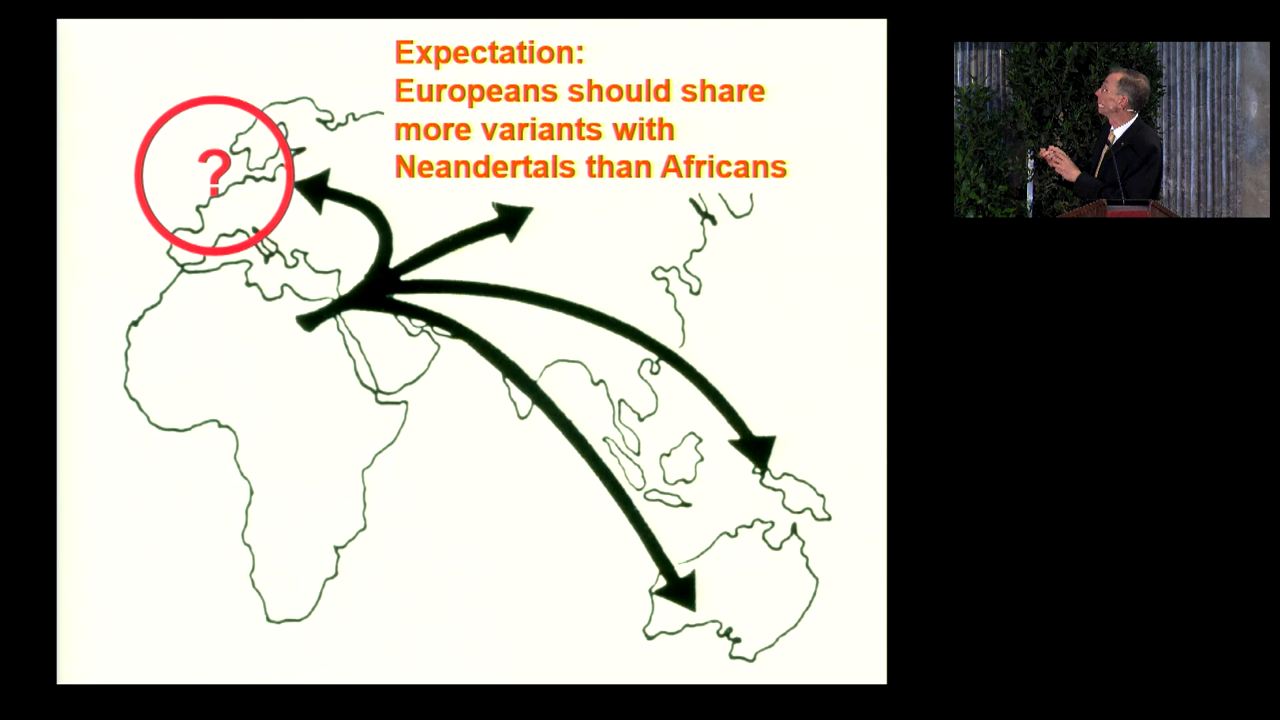 Expectation:
Europeans should share
more variants with
Neandertals than Africans
?